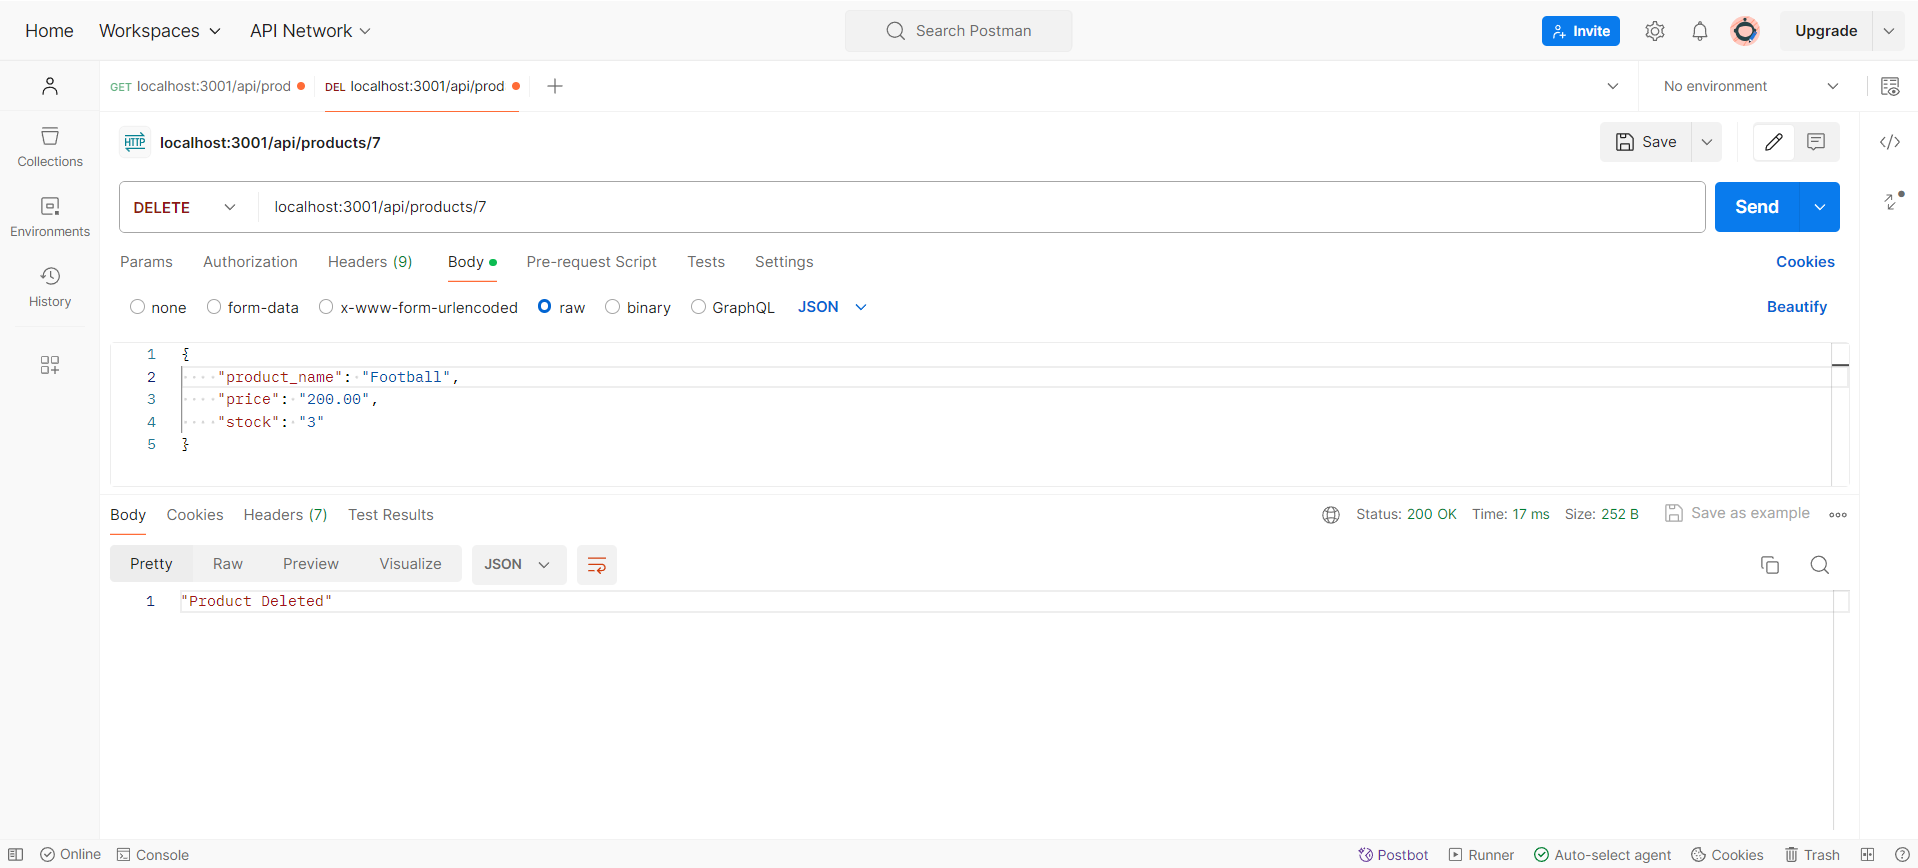 Home Workspaces API Network Search Postman Invite Upgrade
GET localhost:3001/api/prod DEL localhost:3001/api/prod No environment
HTTP localhost:3001/api/products/7 Save
Collections
DELETE localhost:3001/api/products/7 Send
Environments
Params Authorization Headers (9) Body Pre-request Script Tests Settings Cookies
History
none form-data x-www-form-urlencoded raw binary GraphQL JSON Beautify
1 {
2 "product_name": "Football",
3 "price": "200.00",
4 "stock": "3"
5 }
Body Cookies Headers (7) Test Results Status: 200 OK Time: 17 ms Size: 252 B Save as example
Pretty Raw Preview Visualize JSON
1 "Product Deleted"
Online Console Postbot Runner Auto-select agent Cookies Trash